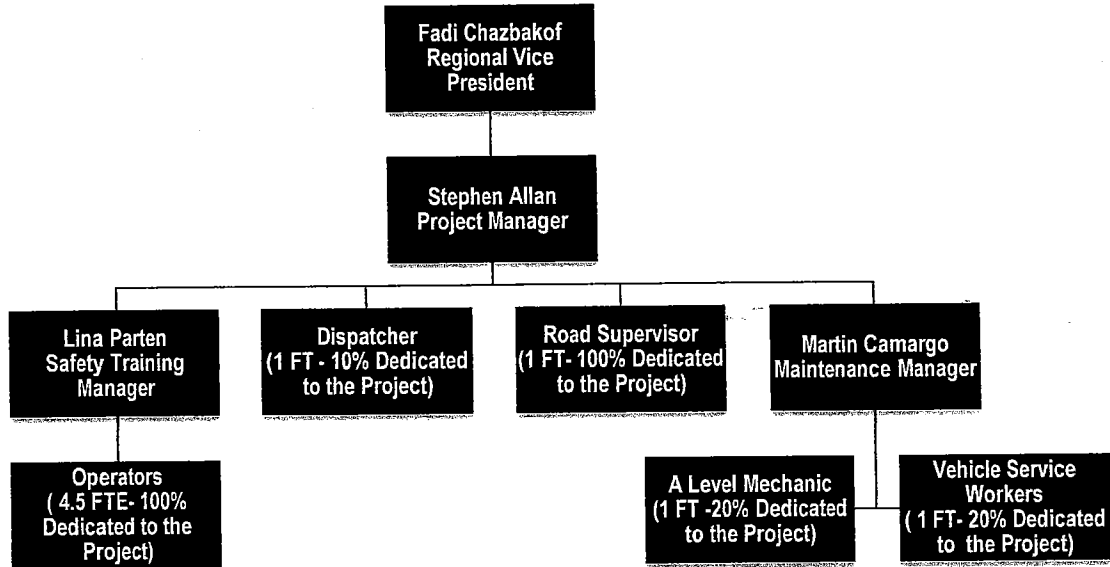 Fadi Chazbakof
Regional Vice
President
Stephen Allan
Project Manager
Lina Parten
Safety Training
Manager
Dispatcher
(1 FT - 10% Dedicated
to the Project)
Road Supervisor
(1 FT- 100% Dedicated
to the Project)
Martin Camargo
Maintenance Manager
Operators
( 4.5 FTE- 100%
Dedicated to the
Project)
A Level Mechanic
(1 FT -20% Dedicated
to the Project)
Vehicle Service
Workers
( 1 FT- 20% Dedicated
to the Project)